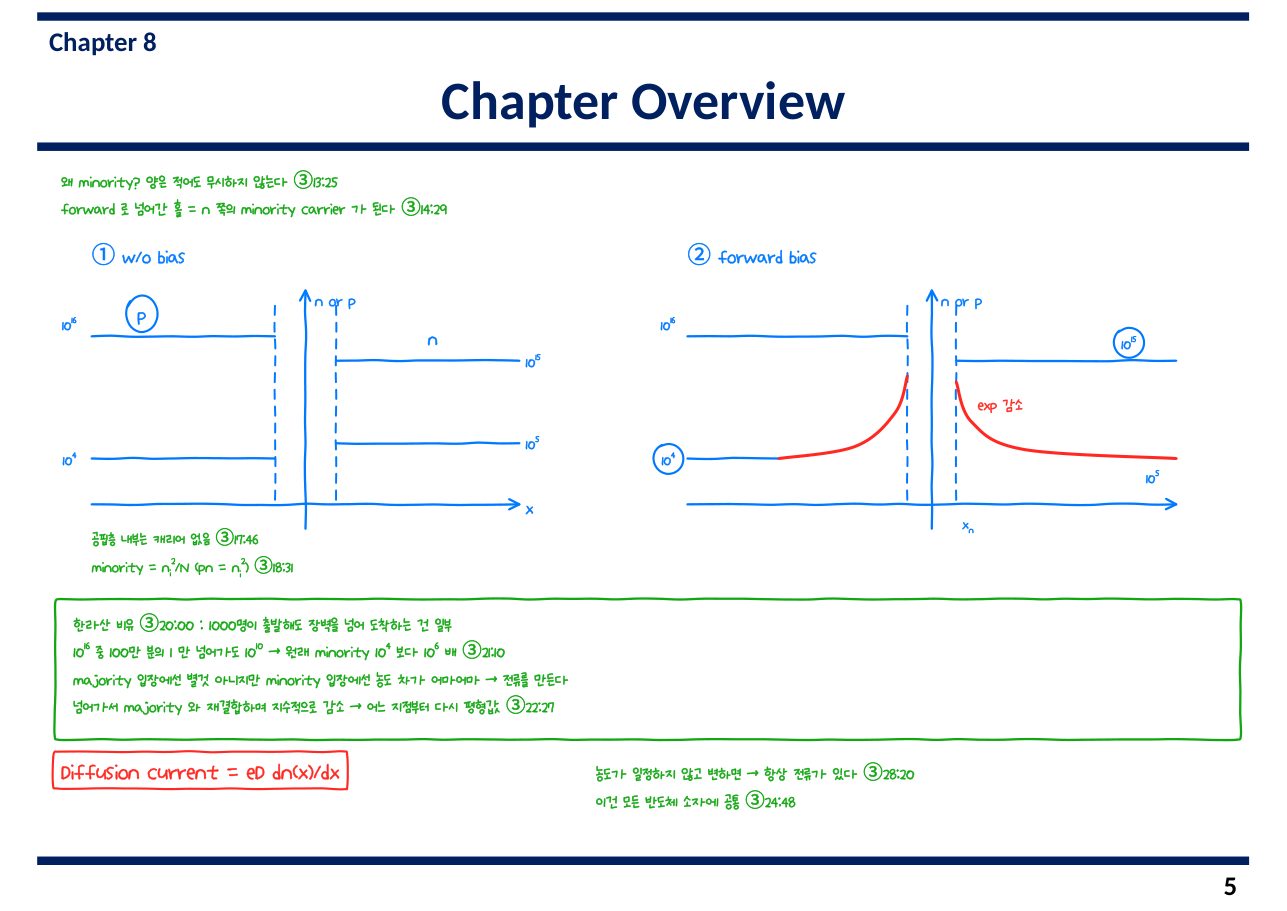 Chapter 8
Chapter Overview
왜 minority? 양은 적어도 무시하지 않는다 ③13:25
forward 로 넘어간 홀 = n 쪽의 minority carrier 가 된다 ③14:29
① w/o bias
② forward bias
n or p
10¹⁶
p
n
10¹⁵
10⁵
10⁴
x
n or p
10¹⁶
10¹⁵
exp 감소
10⁴
10⁵
xₙ
공핍층 내부는 캐리어 없음 ③17:46
minority = nᵢ²/N (pn = nᵢ²) ③18:31
한라산 비유 ③20:00 : 1000명이 출발해도 장벽을 넘어 도착하는 건 일부
10¹⁶ 중 100만 분의 1 만 넘어가도 10¹⁰ → 원래 minority 10⁴ 보다 10⁶ 배 ③21:10
majority 입장에선 별것 아니지만 minority 입장에선 농도 차가 어마어마 → 전류를 만든다
넘어가서 majority 와 재결합하며 지수적으로 감소 → 어느 지점부터 다시 평형값 ③22:27
Diffusion current = eD dn(x)/dx
농도가 일정하지 않고 변하면 → 항상 전류가 있다 ③28:20
이건 모든 반도체 소자에 공통 ③24:48
5